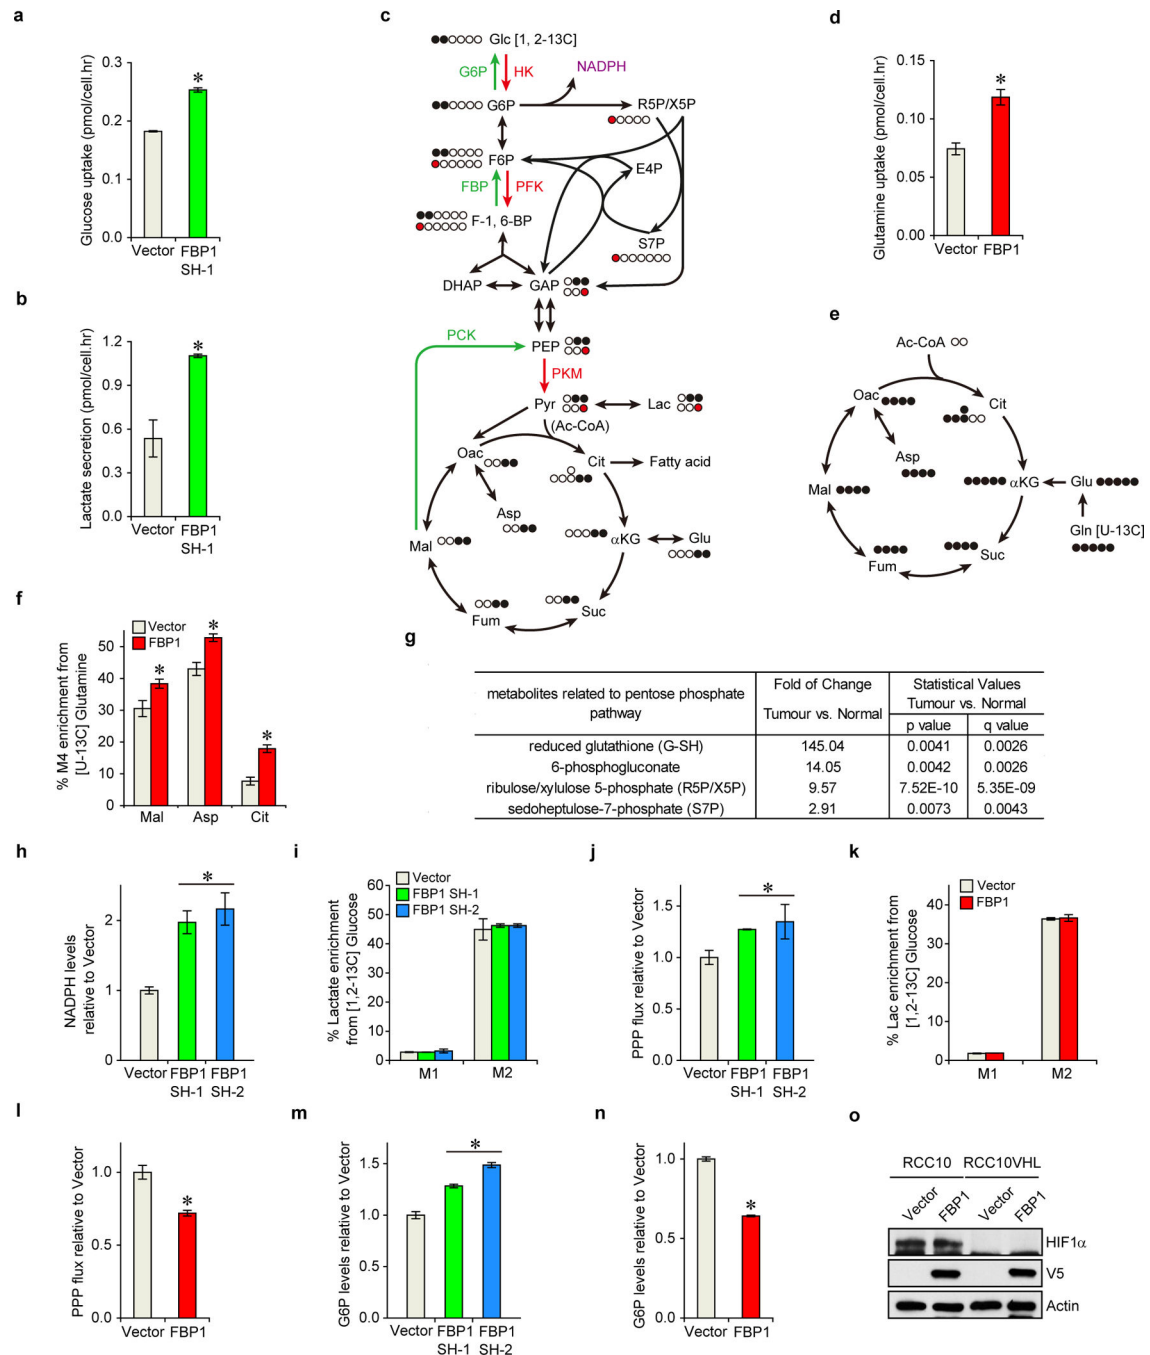 a
Glucose uptake (pmol/cell.hr)
0.3
0.2
0.1
0.0
*
Vector
FBP1
SH-1
b
Lactate secretion (pmol/cell.hr)
1.2
0.9
0.6
0.3
0.0
*
Vector
FBP1
SH-1
c
Glc [1, 2-13C]
G6P
HK
NADPH
G6P
R5P/X5P
F6P
E4P
FBP
PFK
F-1, 6-BP
S7P
DHAP
GAP
PCK
PEP
PKM
Pyr
Lac
(Ac-CoA)
Oac
Cit
Fatty acid
Asp
Mal
αKG
Glu
Fum
Suc
d
Glutamine uptake (pmol/cell.hr)
0.15
0.10
0.05
0.00
*
Vector
FBP1
e
Ac-CoA
Oac
Cit
Asp
Mal
αKG
Glu
Gln [U-13C]
Fum
Suc
f
% M4 enrichment from
[U-13C] Glutamine
Vector
FBP1
50
40
30
20
10
0
*
*
*
Mal
Asp
Cit
g
metabolites related to pentose phosphate
pathway
Fold of Change
Tumour vs. Normal
Statistical Values
Tumour vs. Normal
p value
q value
reduced glutathione (G-SH) 145.04 0.0041 0.0026
6-phosphogluconate 14.05 0.0042 0.0026
ribulose/xylulose 5-phosphate (R5P/X5P) 9.57 7.52E-10 5.35E-09
sedoheptulose-7-phosphate (S7P) 2.91 0.0073 0.0043
h
NADPH levels
relative to Vector
2
1
0
*
Vector
FBP1
SH-1
FBP1
SH-2
i
% Lactate enrichment
from [1,2-13C] Glucose
Vector
FBP1 SH-1
FBP1 SH-2
60
50
40
30
20
10
0
M1
M2
j
PPP flux relative to Vector
1.5
1.0
0.5
0.0
*
Vector
FBP1
SH-1
FBP1
SH-2
k
% Lac enrichment from
[1,2-13C] Glucose
Vector
FBP1
40
30
20
10
0
M1
M2
l
PPP flux relative to Vector
1.0
0.5
0.0
*
Vector
FBP1
m
G6P levels relative to Vector
1.5
1.0
0.5
0.0
*
Vector
FBP1
SH-1
FBP1
SH-2
n
G6P levels relative to Vector
1.0
0.5
0.0
*
Vector
FBP1
o
RCC10
RCC10VHL
Vector
FBP1
Vector
FBP1
HIF1α
V5
Actin